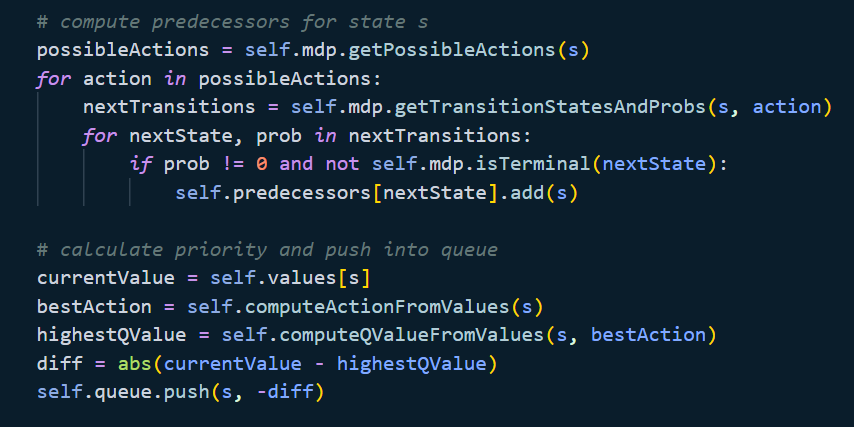 # compute predecessors for state s
possibleActions = self.mdp.getPossibleActions(s)
for action in possibleActions:
    nextTransitions = self.mdp.getTransitionStatesAndProbs(s, action)
    for nextState, prob in nextTransitions:
        if prob != 0 and not self.mdp.isTerminal(nextState):
            self.predecessors[nextState].add(s)

# calculate priority and push into queue
currentValue = self.values[s]
bestAction = self.computeActionFromValues(s)
highestQValue = self.computeQValueFromValues(s, bestAction)
diff = abs(currentValue - highestQValue)
self.queue.push(s, -diff)